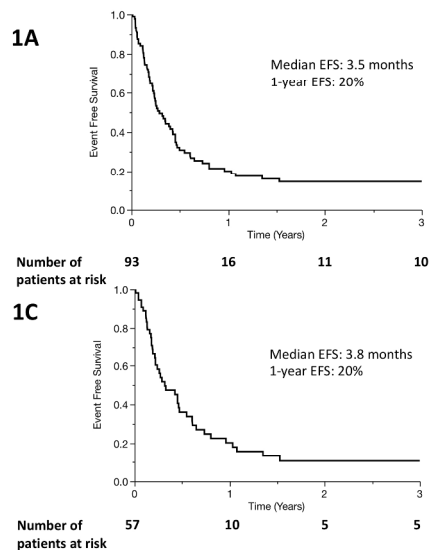 1A
Event Free Survival
1.0
0.8
0.6
0.4
0.2
0.0
Median EFS: 3.5 months
1-year EFS: 20%
0 1 2 3
Time (Years)
Number of 93 16 11 10
patients at risk
1C
Event Free Survival
1.0
0.8
0.6
0.4
0.2
0.0
Median EFS: 3.8 months
1-year EFS: 20%
0 1 2 3
Time (Years)
Number of 57 10 5 5
patients at risk